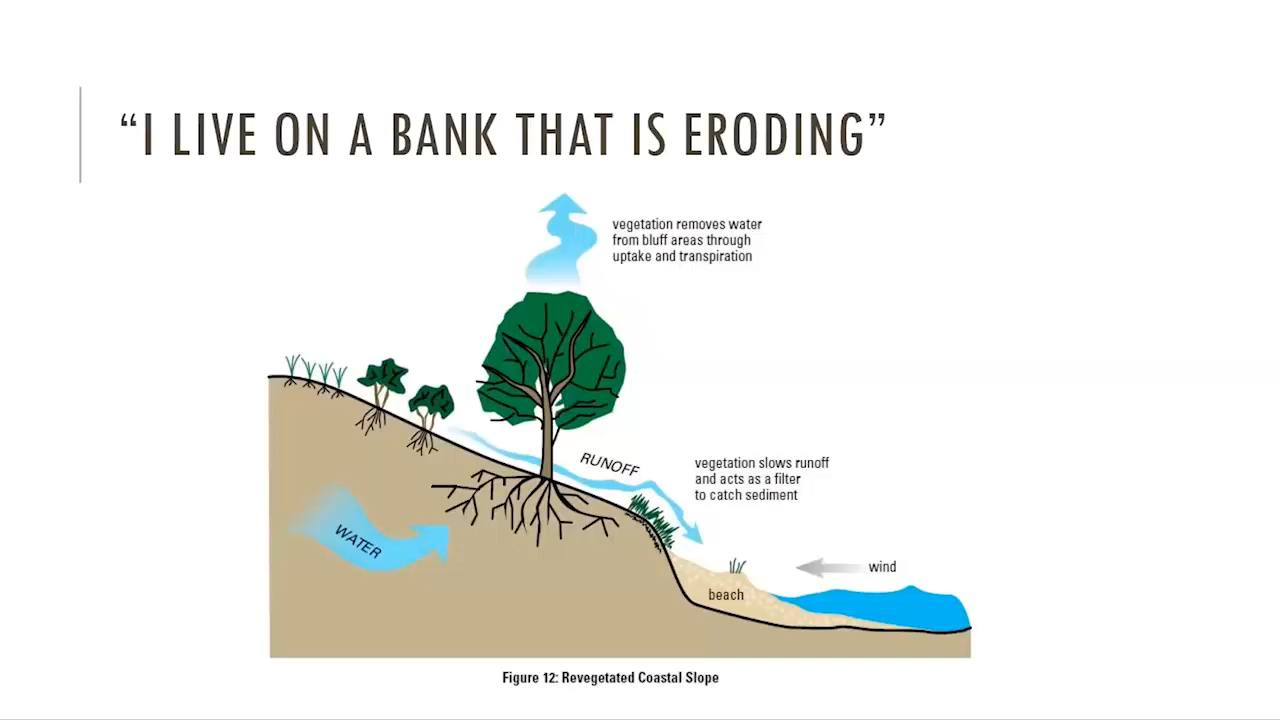 “I LIVE ON A BANK THAT IS ERODING”
vegetation removes water
from bluff areas through
uptake and transpiration
RUNOFF
vegetation slows runoff
and acts as a filter
to catch sediment
WATER
wind
beach
Figure 12: Revegetated Coastal Slope